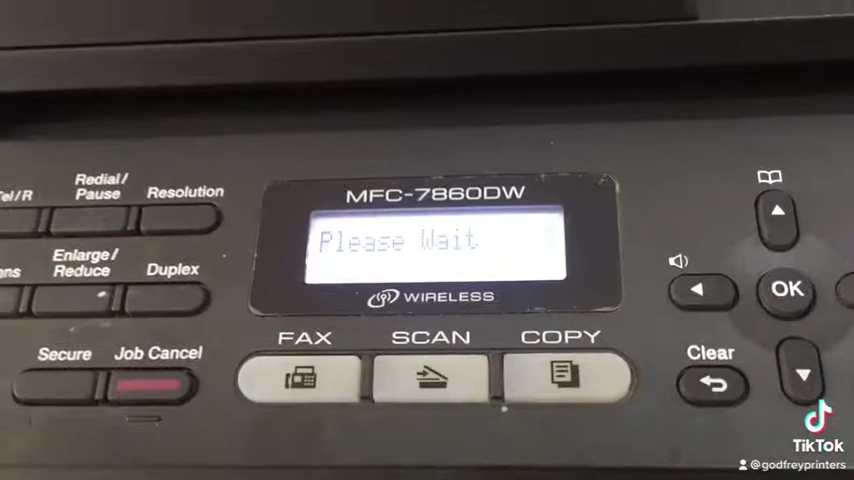 MFC-7860DW
Please Wait
WIRELESS
Tel/R
Redial/
Pause
Resolution
Enlarge/
Reduce
Duplex
Secure
Job Cancel
FAX
SCAN
COPY
OK
Clear
TikTok
@godfreyprinters